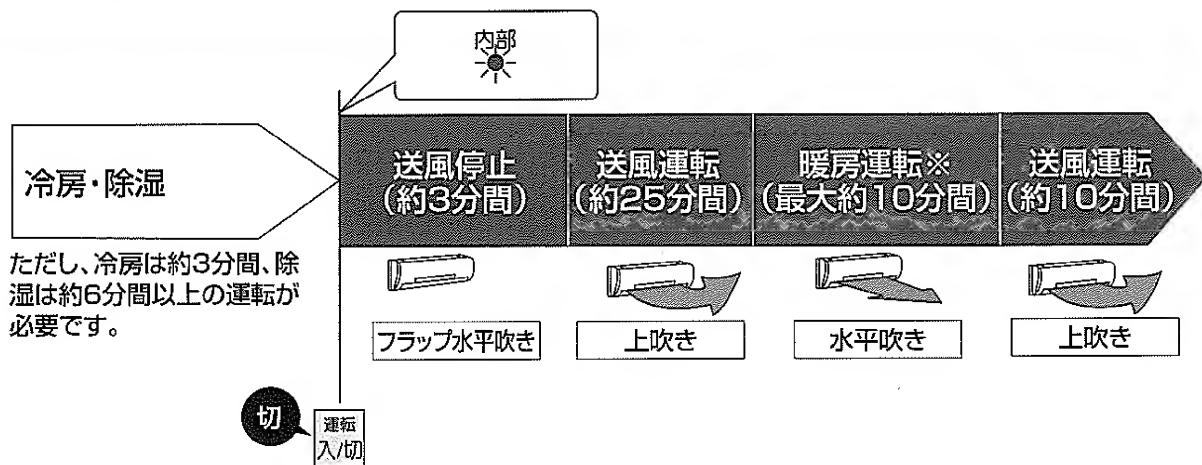 内部
冷房・除湿
送風停止
(約3分間)
送風運転
(約25分間)
暖房運転※
(最大約10分間)
送風運転
(約10分間)
ただし、冷房は約3分間、除
湿は約6分間以上の運転が
必要です。
フラップ水平吹き
上吹き
水平吹き
上吹き
切
運転
入/切